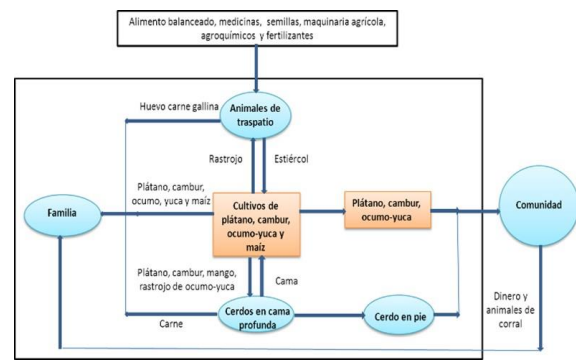 Alimento balanceado, medicinas, semillas, maquinaria agrícola,
agroquímicos y fertilizantes
Huevo carne gallina
Animales de
traspatio
Rastrojo
Estiércol
Plátano, cambur,
ocumo, yuca y maíz
Familia
Cultivos de
plátano, cambur,
ocumo-yuca y
maíz
Plátano, cambur,
ocumo-yuca
Comunidad
Plátano, cambur, mango,
rastrojo de ocumo-yuca
Cama
Carne
Cerdos en cama
profunda
Cerdo en pie
Dinero y
animales de
corral